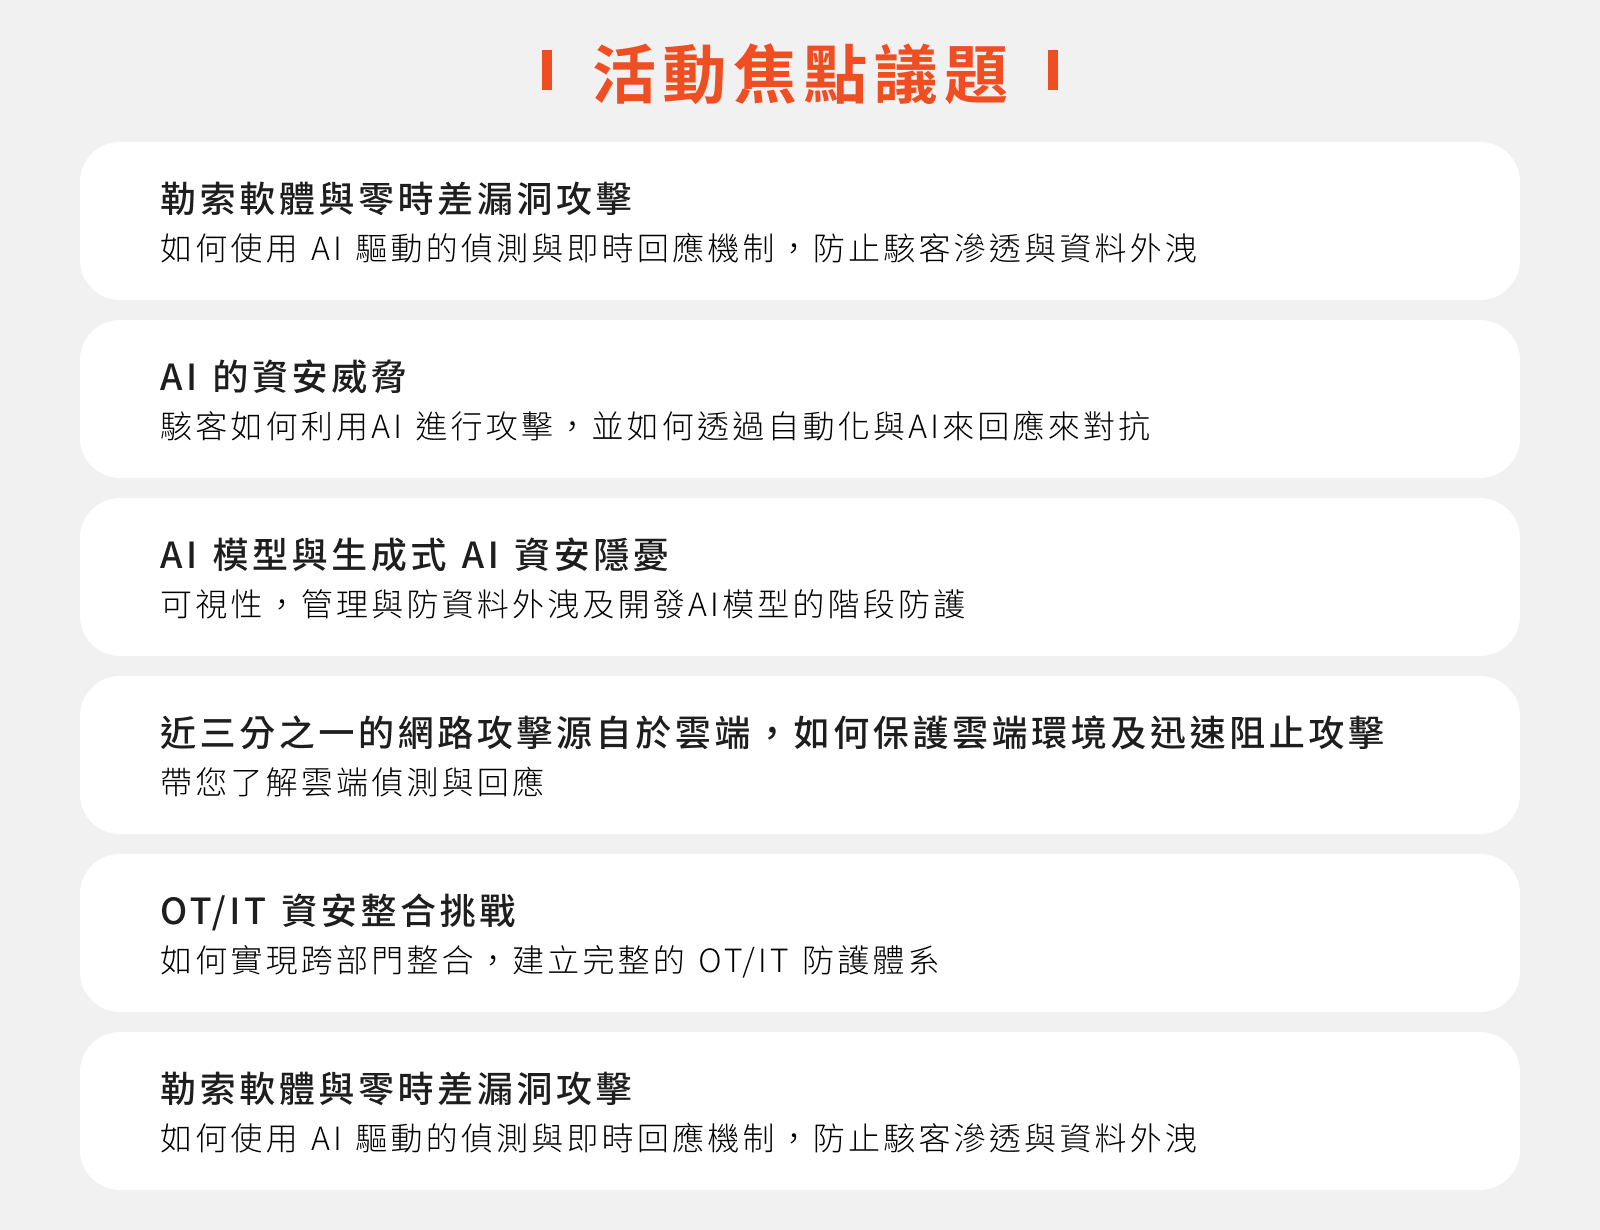 活動焦點議題
勒索軟體與零時差漏洞攻擊
如何使用 AI 驅動的偵測與即時回應機制，防止駭客滲透與資料外洩
AI 的資安威脅
駭客如何利用AI 進行攻擊，並如何透過自動化與AI來回應來對抗
AI 模型與生成式 AI 資安隱憂
可視性，管理與防資料外洩及開發AI模型的階段防護
近三分之一的網路攻擊源自於雲端，如何保護雲端環境及迅速阻止攻擊
帶您了解雲端偵測與回應
OT/IT 資安整合挑戰
如何實現跨部門整合，建立完整的 OT/IT 防護體系
勒索軟體與零時差漏洞攻擊
如何使用 AI 驅動的偵測與即時回應機制，防止駭客滲透與資料外洩